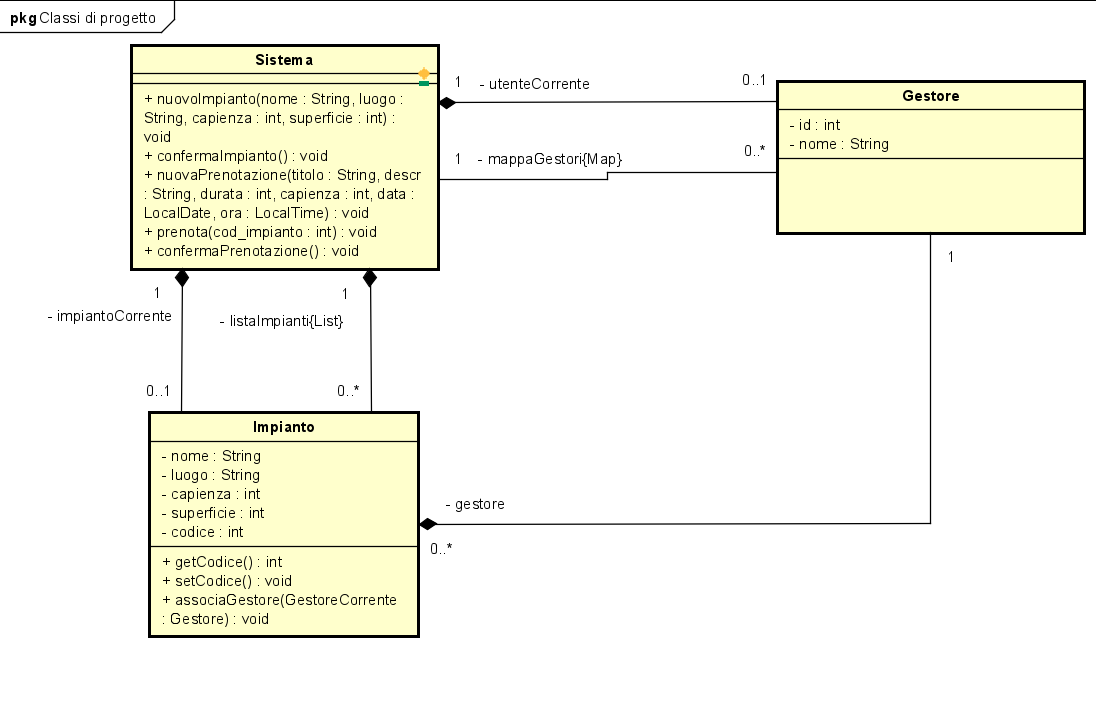 pkg Classi di progetto
Sistema
+ nuovoImpianto(nome : String, luogo :
String, capienza : int, superficie : int) :
void
+ confermaImpianto() : void
+ nuovaPrenotazione(titolo : String, descr
: String, durata : int, capienza : int, data :
LocalDate, ora : LocalTime) : void
+ prenota(cod_impianto : int) : void
+ confermaPrenotazione() : void
1
- utenteCorrente
0..1
1
- mappaGestori{Map}
0..*
Gestore
- id : int
- nome : String
1
1
- impiantoCorrente
0..1
1
- listaImpianti{List}
0..*
Impianto
- nome : String
- luogo : String
- capienza : int
- superficie : int
- codice : int
+ getCodice() : int
+ setCodice() : void
+ associaGestore(GestoreCorrente
: Gestore) : void
- gestore
0..*